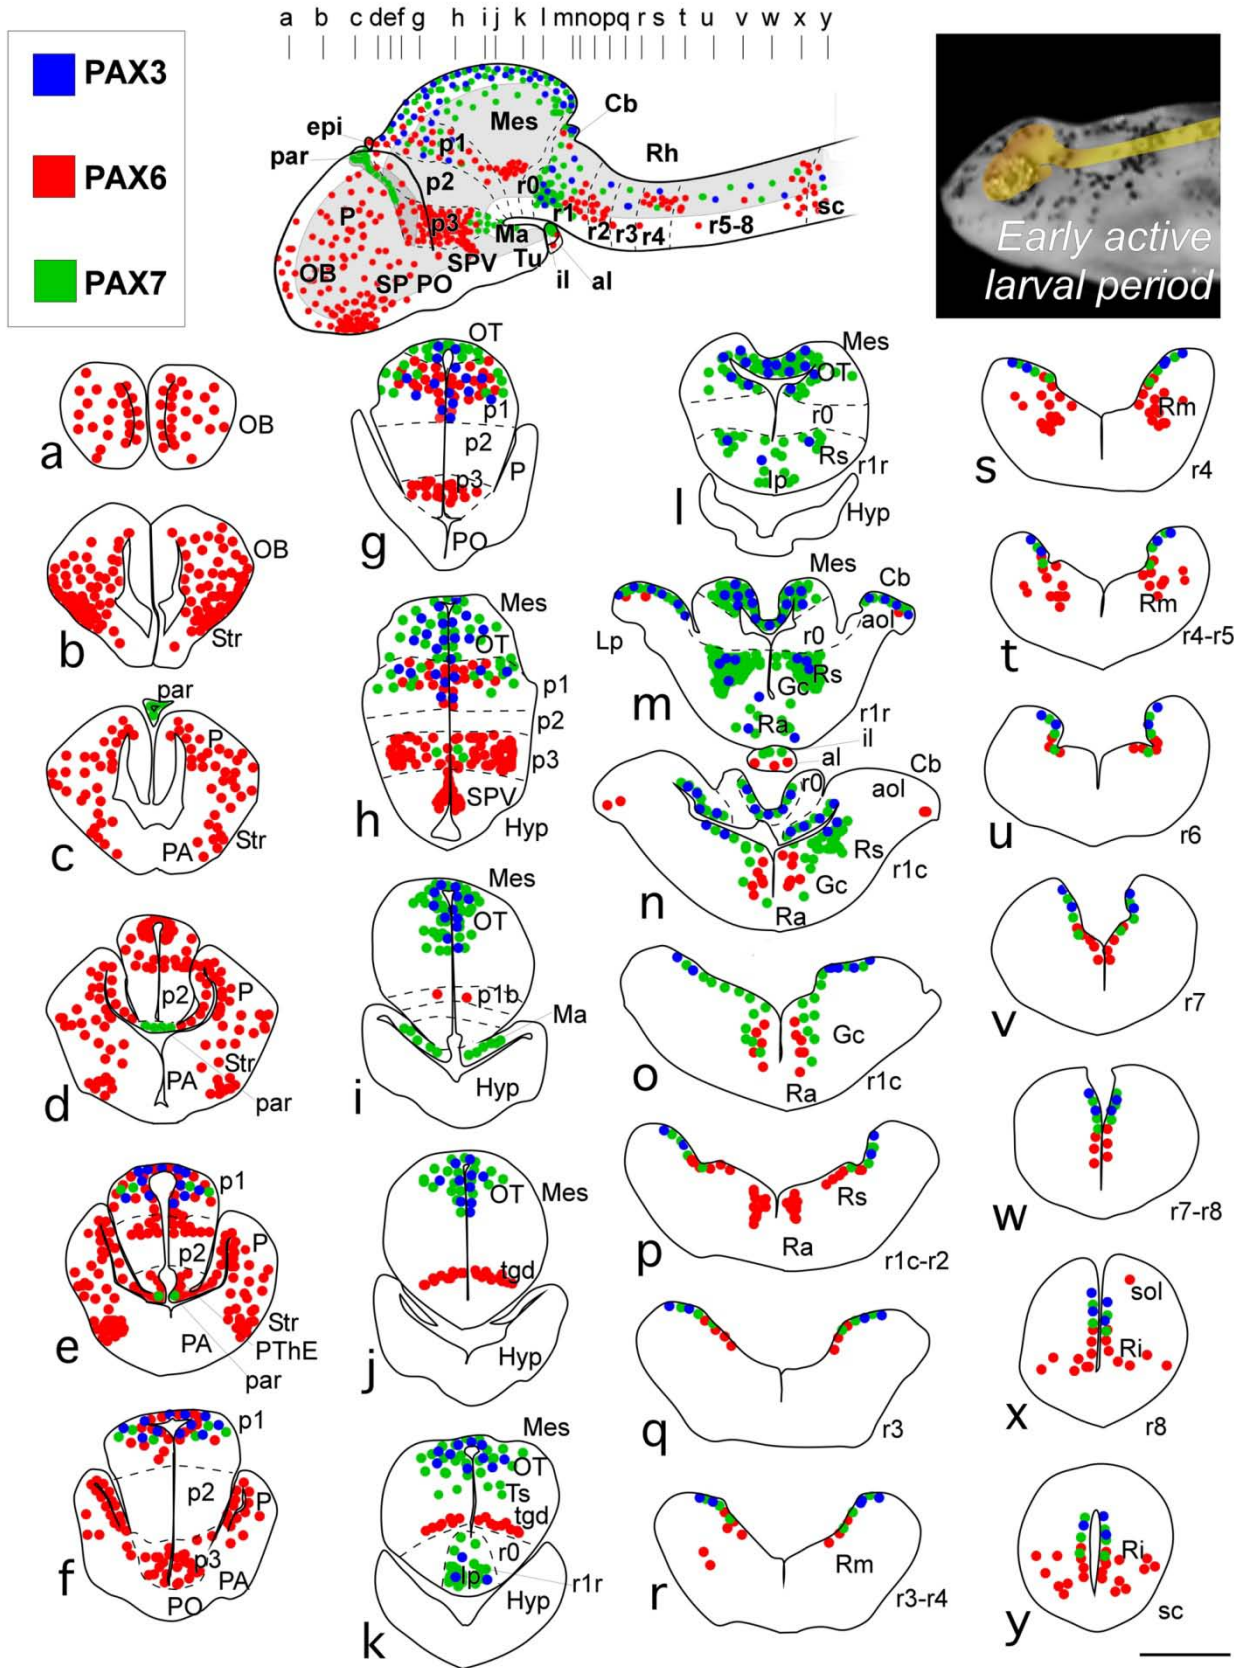 a b c d e f g h i j k l m n o p q r s t u v w x y
PAX3
PAX6
PAX7
epi
par
Mes
Cb
Rh
p1
p2
p3
P
r0
r1
r2
r3
r4
r5-8
sc
Ma
Tu
SPV
OB
SP
PO
il
al
Early active
larval period
OB
a
OB
Str
b
par
P
Str
PA
c
p2
P
Str
PA
par
d
p1
p2
P
Str
PA
PThE
par
e
p1
p2
P
p3
PA
PO
f
OT
p1
p2
P
p3
PO
g
Mes
OT
p1
p2
p3
SPV
Hyp
h
Mes
OT
p1b
Ma
Hyp
i
OT
Mes
tgd
Hyp
j
Mes
OT
Ts
tgd
r0
Ip
r1r
Hyp
k
Mes
OT
r0
Rs
r1r
Ip
Hyp
l
Mes
Cb
aol
Lp
r0
Rs
Gc
Ra
r1r
m
il
al
Cb
r0
aol
Rs
r1c
Gc
Ra
n
Gc
Ra
r1c
o
Rs
Ra
r1c-r2
p
r3
q
Rm
r3-r4
r
Rm
r4
s
Rm
r4-r5
t
r6
u
r7
v
r7-r8
w
sol
Ri
r8
x
Ri
sc
y